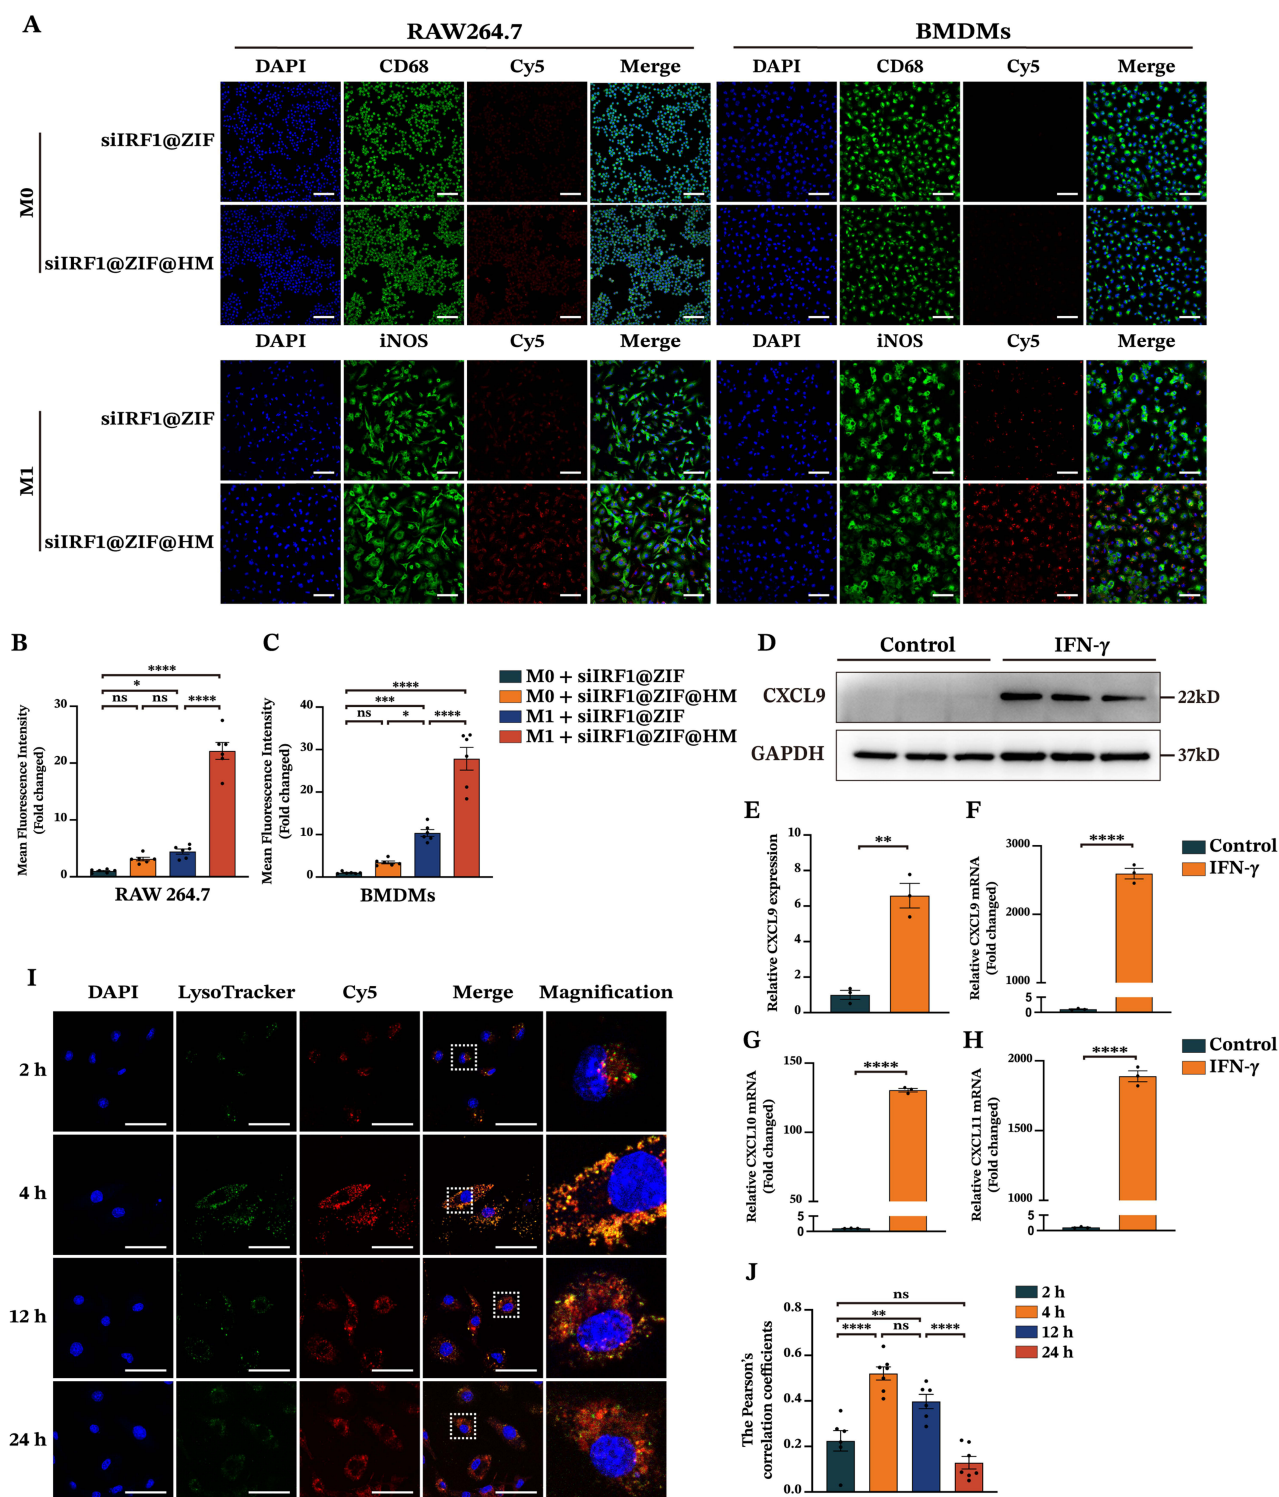 A
RAW264.7 BMDMs
DAPI CD68 Cy5 Merge DAPI CD68 Cy5 Merge
M0
siIRF1@ZIF
siIRF1@ZIF@HM
DAPI iNOS Cy5 Merge DAPI iNOS Cy5 Merge
M1
siIRF1@ZIF
siIRF1@ZIF@HM
B
Mean Fluorescence Intensity
(Fold changed)
30
20
10
0
****
*
ns ns ****
RAW 264.7
C
Mean Fluorescence Intensity
(Fold changed)
40
30
20
10
0
****
***
ns * ****
BMDMs
M0 + siIRF1@ZIF
M0 + siIRF1@ZIF@HM
M1 + siIRF1@ZIF
M1 + siIRF1@ZIF@HM
D
Control IFN-γ
CXCL9 22kD
GAPDH 37kD
E
Relative CXCL9 expression
10
8
6
4
2
0
**
F
Relative CXCL9 mRNA
(Fold changed)
3000
2000
1000
5
0
****
Control
IFN-γ
G
Relative CXCL10 mRNA
(Fold changed)
150
100
50
5
0
****
H
Relative CXCL11 mRNA
(Fold changed)
2000
1500
1000
5
0
****
Control
IFN-γ
I
DAPI LysoTracker Cy5 Merge Magnification
2 h
4 h
12 h
24 h
J
The Pearson's
correlation coefficients
0.8
0.6
0.4
0.2
0.0
ns
**
**** ns ****
2 h
4 h
12 h
24 h